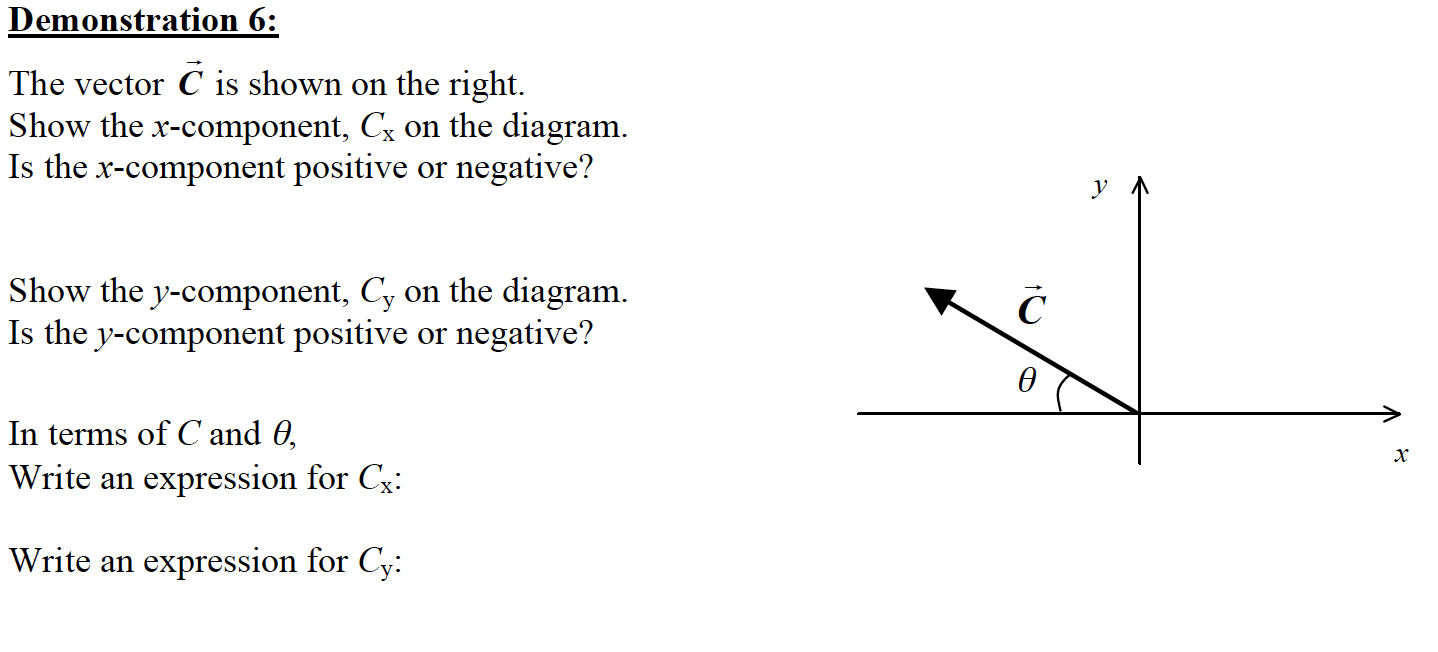 Demonstration 6:
The vector C⃗ is shown on the right.
Show the x-component, Cₓ on the diagram.
Is the x-component positive or negative?
Show the y-component, C_y on the diagram.
Is the y-component positive or negative?
In terms of C and θ,
Write an expression for Cₓ:
Write an expression for C_y:
y
C⃗
θ
x